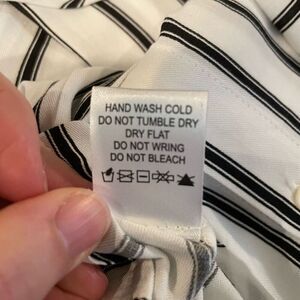 HAND WASH COLD
DO NOT TUMBLE DRY
DRY FLAT
DO NOT WRING
DO NOT BLEACH